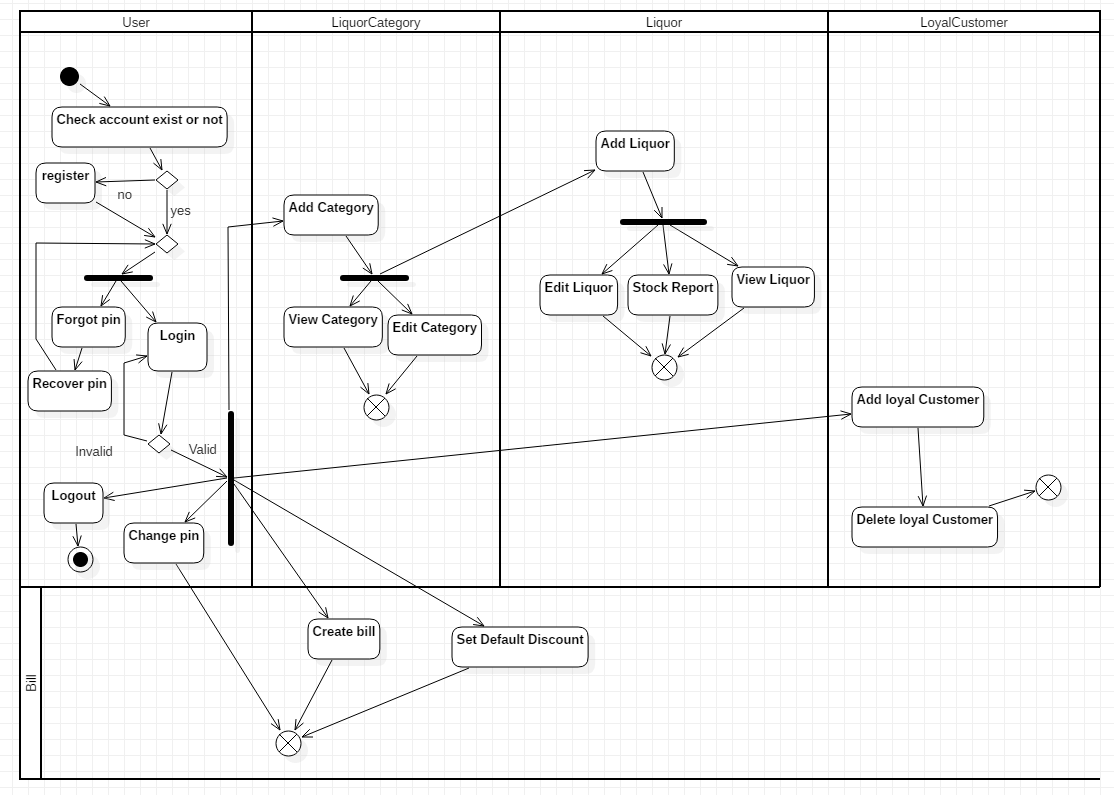 User
LiquorCategory
Liquor
LoyalCustomer
Check account exist or not
register
no
yes
Forgot pin
Login
Recover pin
Invalid
Valid
Logout
Change pin
Add Category
View Category
Edit Category
Add Liquor
Edit Liquor
Stock Report
View Liquor
Add loyal Customer
Delete loyal Customer
Bill
Create bill
Set Default Discount